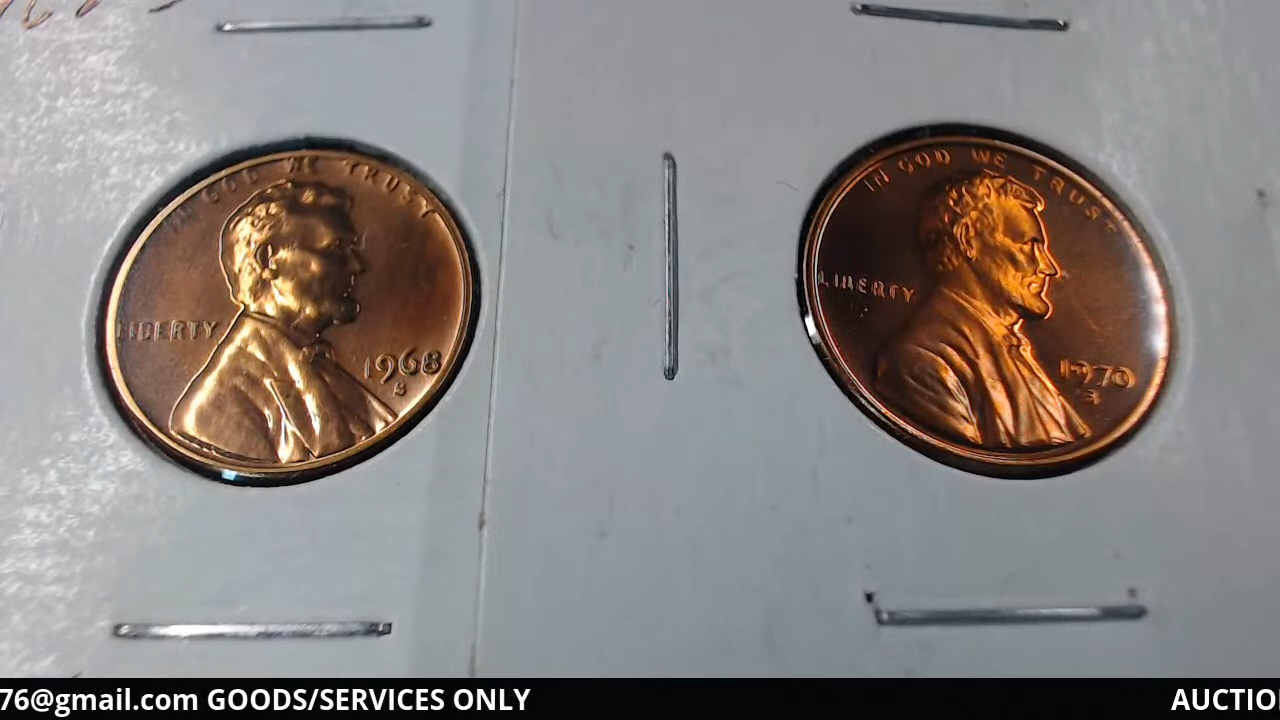 IN GOD WE TRUST
LIBERTY
1968
S
IN GOD WE TRUST
LIBERTY
1970
S
76@gmail.com GOODS/SERVICES ONLY
AUCTIO